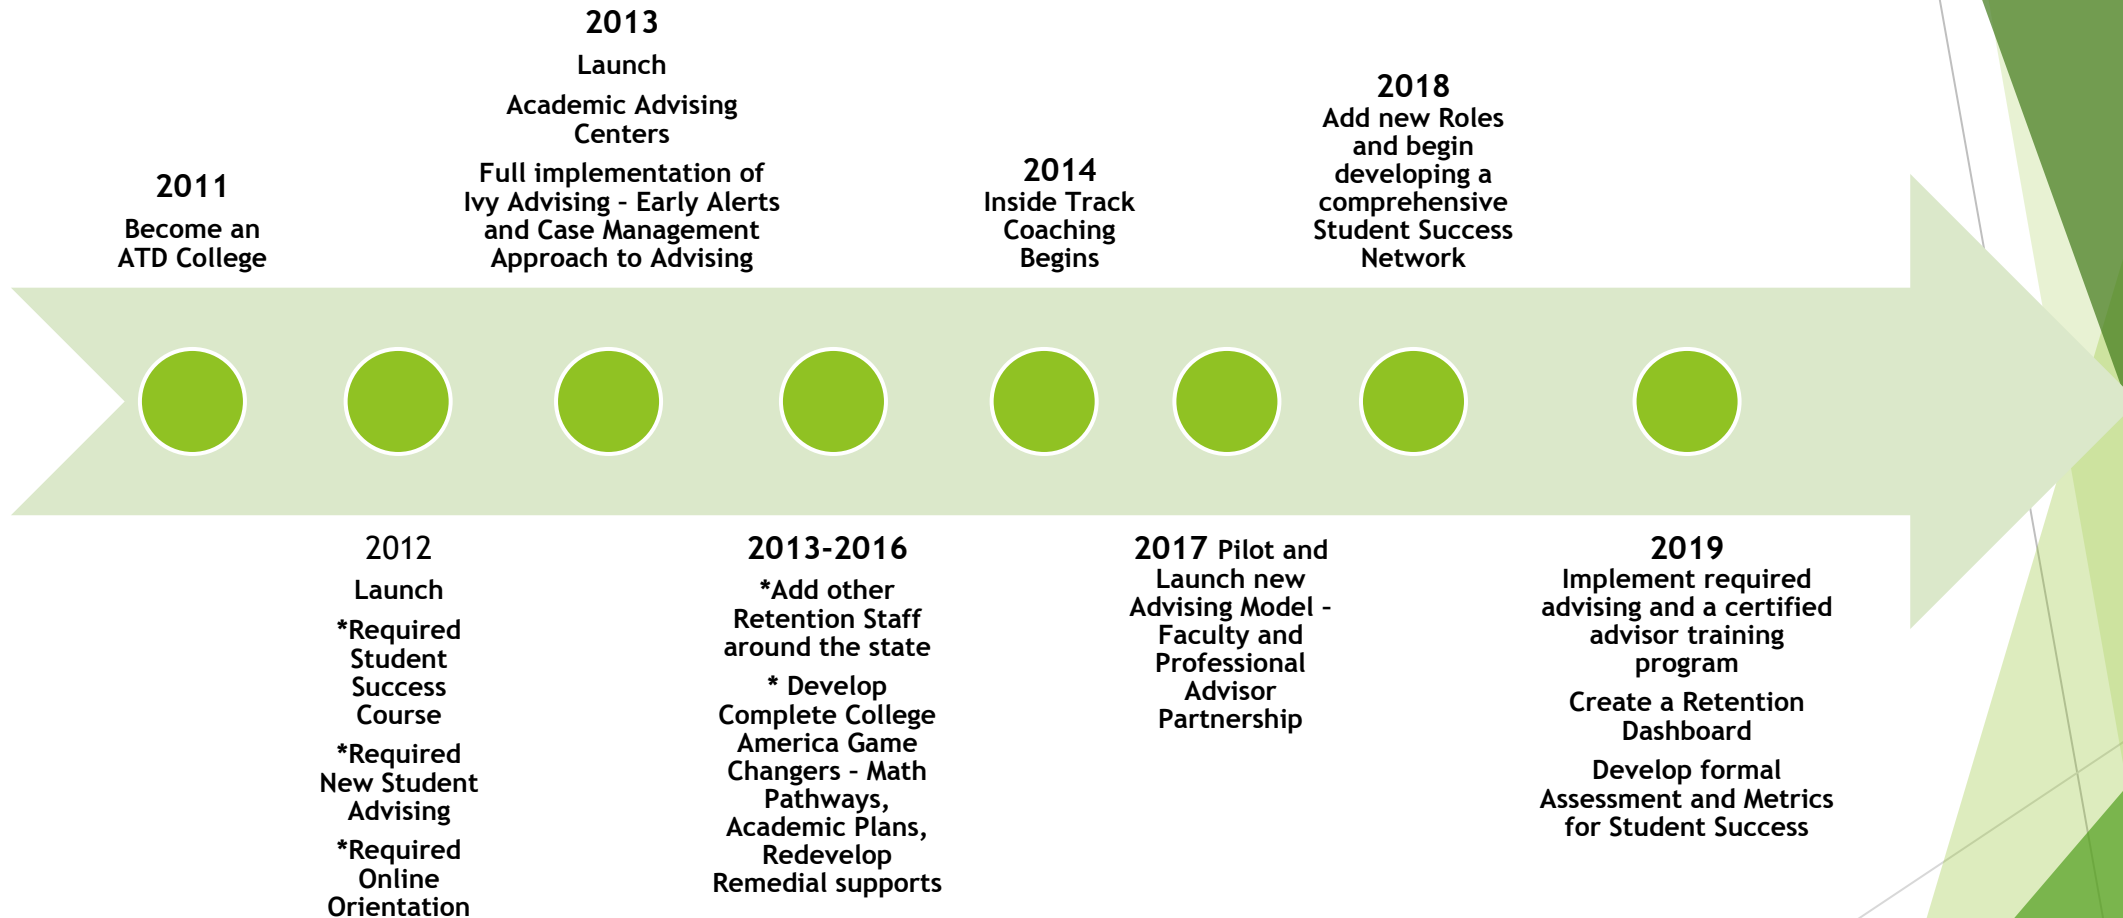 2011
Become an
ATD College
2012
Launch
*Required
Student
Success
Course
*Required
New Student
Advising
*Required
Online
Orientation
2013
Launch
Academic Advising
Centers
Full implementation of
Ivy Advising – Early Alerts
and Case Management
Approach to Advising
2013-2016
*Add other
Retention Staff
around the state
* Develop
Complete College
America Game
Changers – Math
Pathways,
Academic Plans,
Redevelop
Remedial supports
2014
Inside Track
Coaching
Begins
2017 Pilot and
Launch new
Advising Model –
Faculty and
Professional
Advisor
Partnership
2018
Add new Roles
and begin
developing a
comprehensive
Student Success
Network
2019
Implement required
advising and a certified
advisor training
program
Create a Retention
Dashboard
Develop formal
Assessment and Metrics
for Student Success